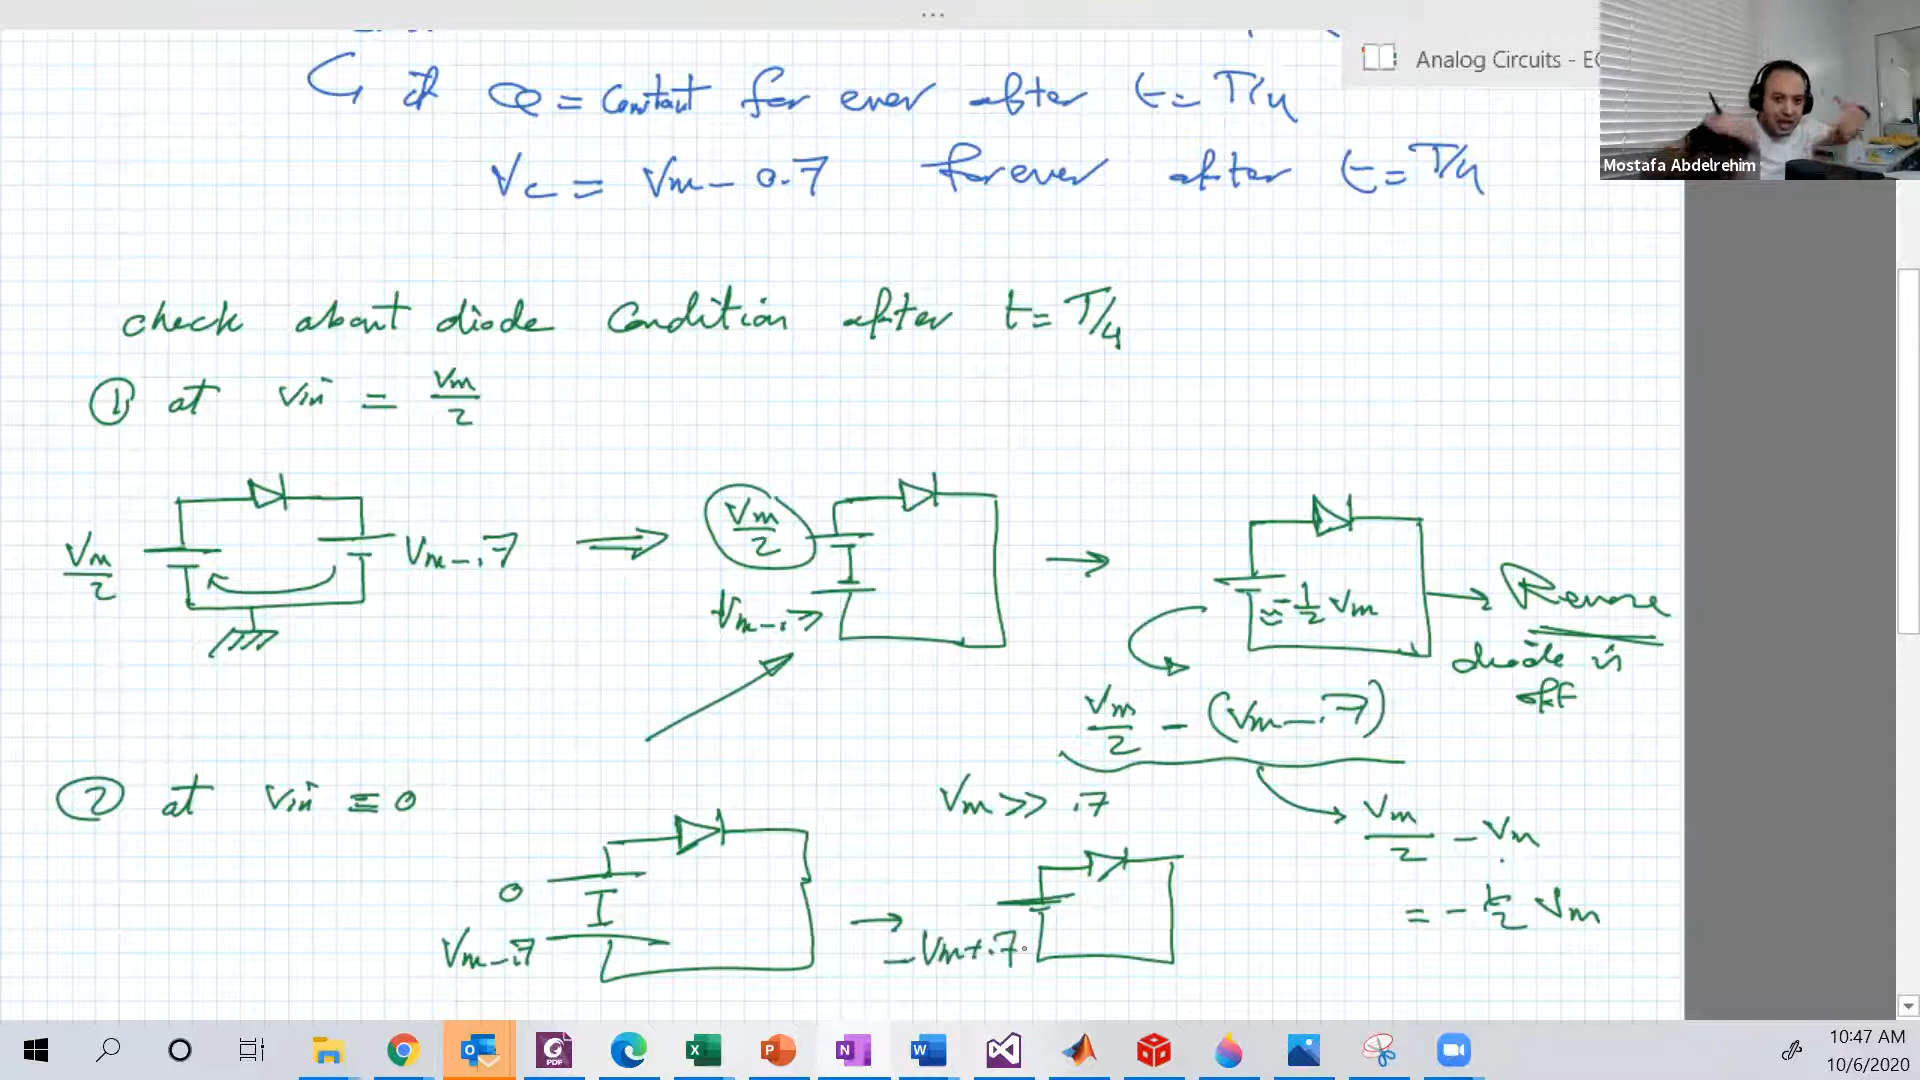 Analog Circuits - EC
Mostafa Abdelrehim
if Q = constant for ever after t = T/4
Vc = Vm - 0.7 forever after t = T/4
check about diode condition after t = T/4
① at Vin = Vm/2
Vm/2
Vm - .7
Vm/2
Vm - .7
≈ -1/2 Vm
Reverse
diode is
off
Vm/2 - (Vm - .7)
② at Vin = 0
Vm >> .7
Vm/2 - Vm
= -1/2 Vm
0
Vm - .7
- Vm + .7
10:47 AM
10/6/2020